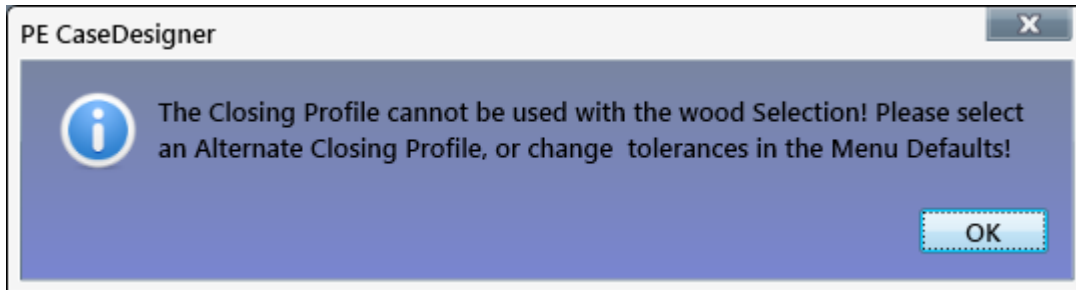 PE CaseDesigner
The Closing Profile cannot be used with the wood Selection! Please select
an Alternate Closing Profile, or change  tolerances in the Menu Defaults!
OK